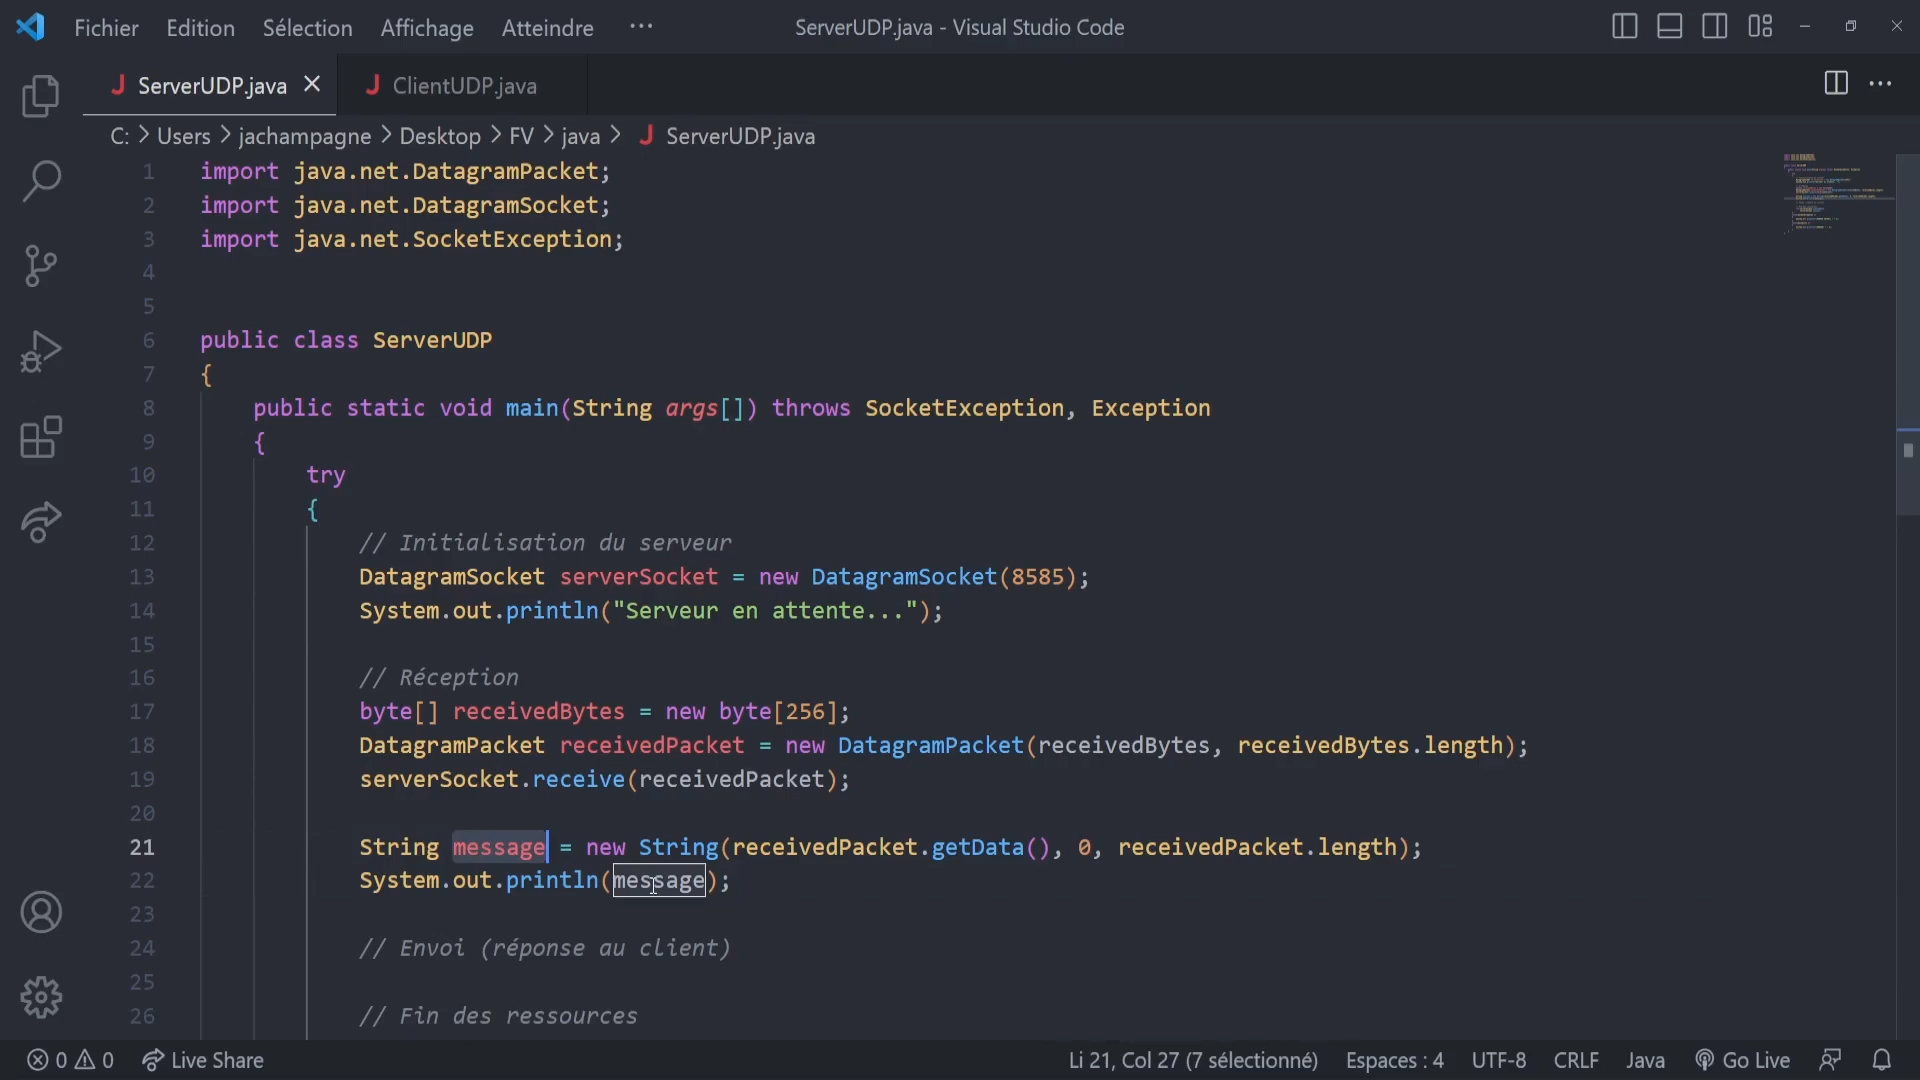 Fichier Edition Sélection Affichage Atteindre ··· ServerUDP.java - Visual Studio Code
ServerUDP.java ClientUDP.java
C: > Users > jachampagne > Desktop > FV > java > J ServerUDP.java
1 import java.net.DatagramPacket;
2 import java.net.DatagramSocket;
3 import java.net.SocketException;
4
5
6 public class ServerUDP
7 {
8 public static void main(String args[]) throws SocketException, Exception
9 {
10 try
11 {
12 // Initialisation du serveur
13 DatagramSocket serverSocket = new DatagramSocket(8585);
14 System.out.println("Serveur en attente...");
15
16 // Réception
17 byte[] receivedBytes = new byte[256];
18 DatagramPacket receivedPacket = new DatagramPacket(receivedBytes, receivedBytes.length);
19 serverSocket.receive(receivedPacket);
20
21 String message = new String(receivedPacket.getData(), 0, receivedPacket.length);
22 System.out.println(message);
23
24 // Envoi (réponse au client)
25
26 // Fin des ressources
0 0 Live Share Li 21, Col 27 (7 sélectionné) Espaces : 4 UTF-8 CRLF Java Go Live